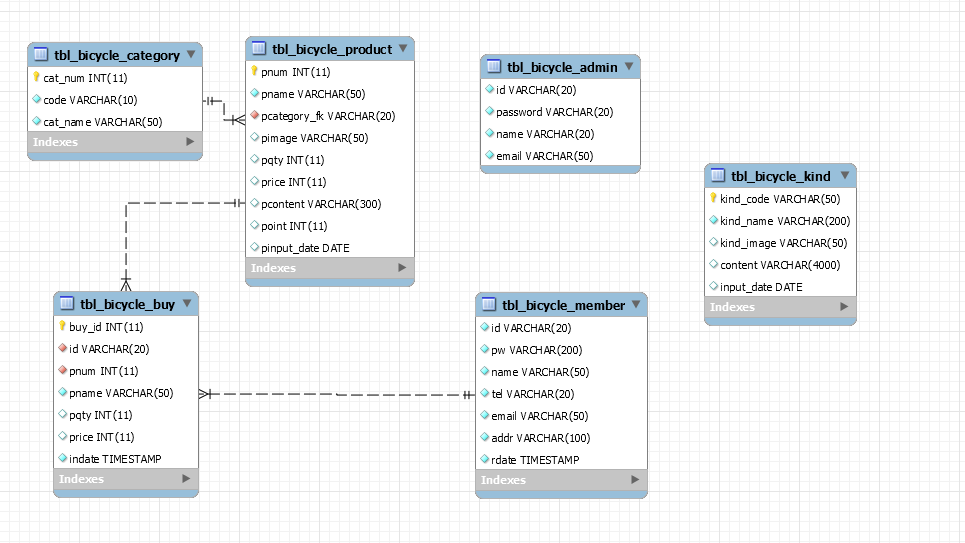 tbl_bicycle_category
cat_num INT(11)
code VARCHAR(10)
cat_name VARCHAR(50)
Indexes
tbl_bicycle_product
pnum INT(11)
pname VARCHAR(50)
pcategory_fk VARCHAR(20)
pimage VARCHAR(50)
pqty INT(11)
price INT(11)
pcontent VARCHAR(300)
point INT(11)
pinput_date DATE
Indexes
tbl_bicycle_admin
id VARCHAR(20)
password VARCHAR(20)
name VARCHAR(20)
email VARCHAR(50)
tbl_bicycle_kind
kind_code VARCHAR(50)
kind_name VARCHAR(200)
kind_image VARCHAR(50)
content VARCHAR(4000)
input_date DATE
Indexes
tbl_bicycle_buy
buy_id INT(11)
id VARCHAR(20)
pnum INT(11)
pname VARCHAR(50)
pqty INT(11)
price INT(11)
indate TIMESTAMP
Indexes
tbl_bicycle_member
id VARCHAR(20)
pw VARCHAR(200)
name VARCHAR(50)
tel VARCHAR(20)
email VARCHAR(50)
addr VARCHAR(100)
rdate TIMESTAMP
Indexes